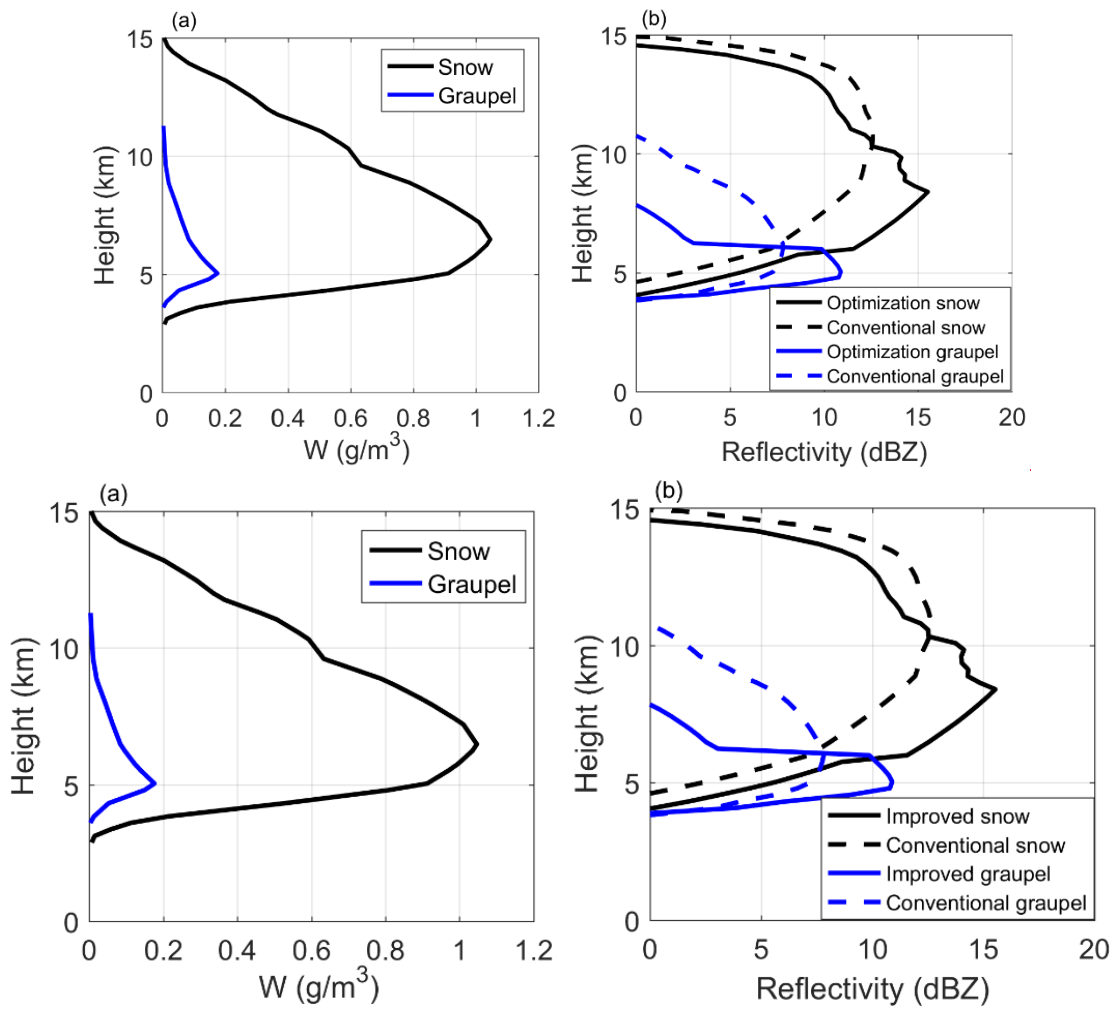 (a)
15
10
5
0
Height (km)
Snow
Graupel
0 0.2 0.4 0.6 0.8 1 1.2
W (g/m³)
(b)
15
10
5
0
Height (km)
Optimization snow
Conventional snow
Optimization graupel
Conventional graupel
0 5 10 15 20
Reflectivity (dBZ)
(a)
15
10
5
0
Height (km)
Snow
Graupel
0 0.2 0.4 0.6 0.8 1 1.2
W (g/m³)
(b)
15
10
5
0
Height (km)
Improved snow
Conventional snow
Improved graupel
Conventional graupel
0 5 10 15 20
Reflectivity (dBZ)